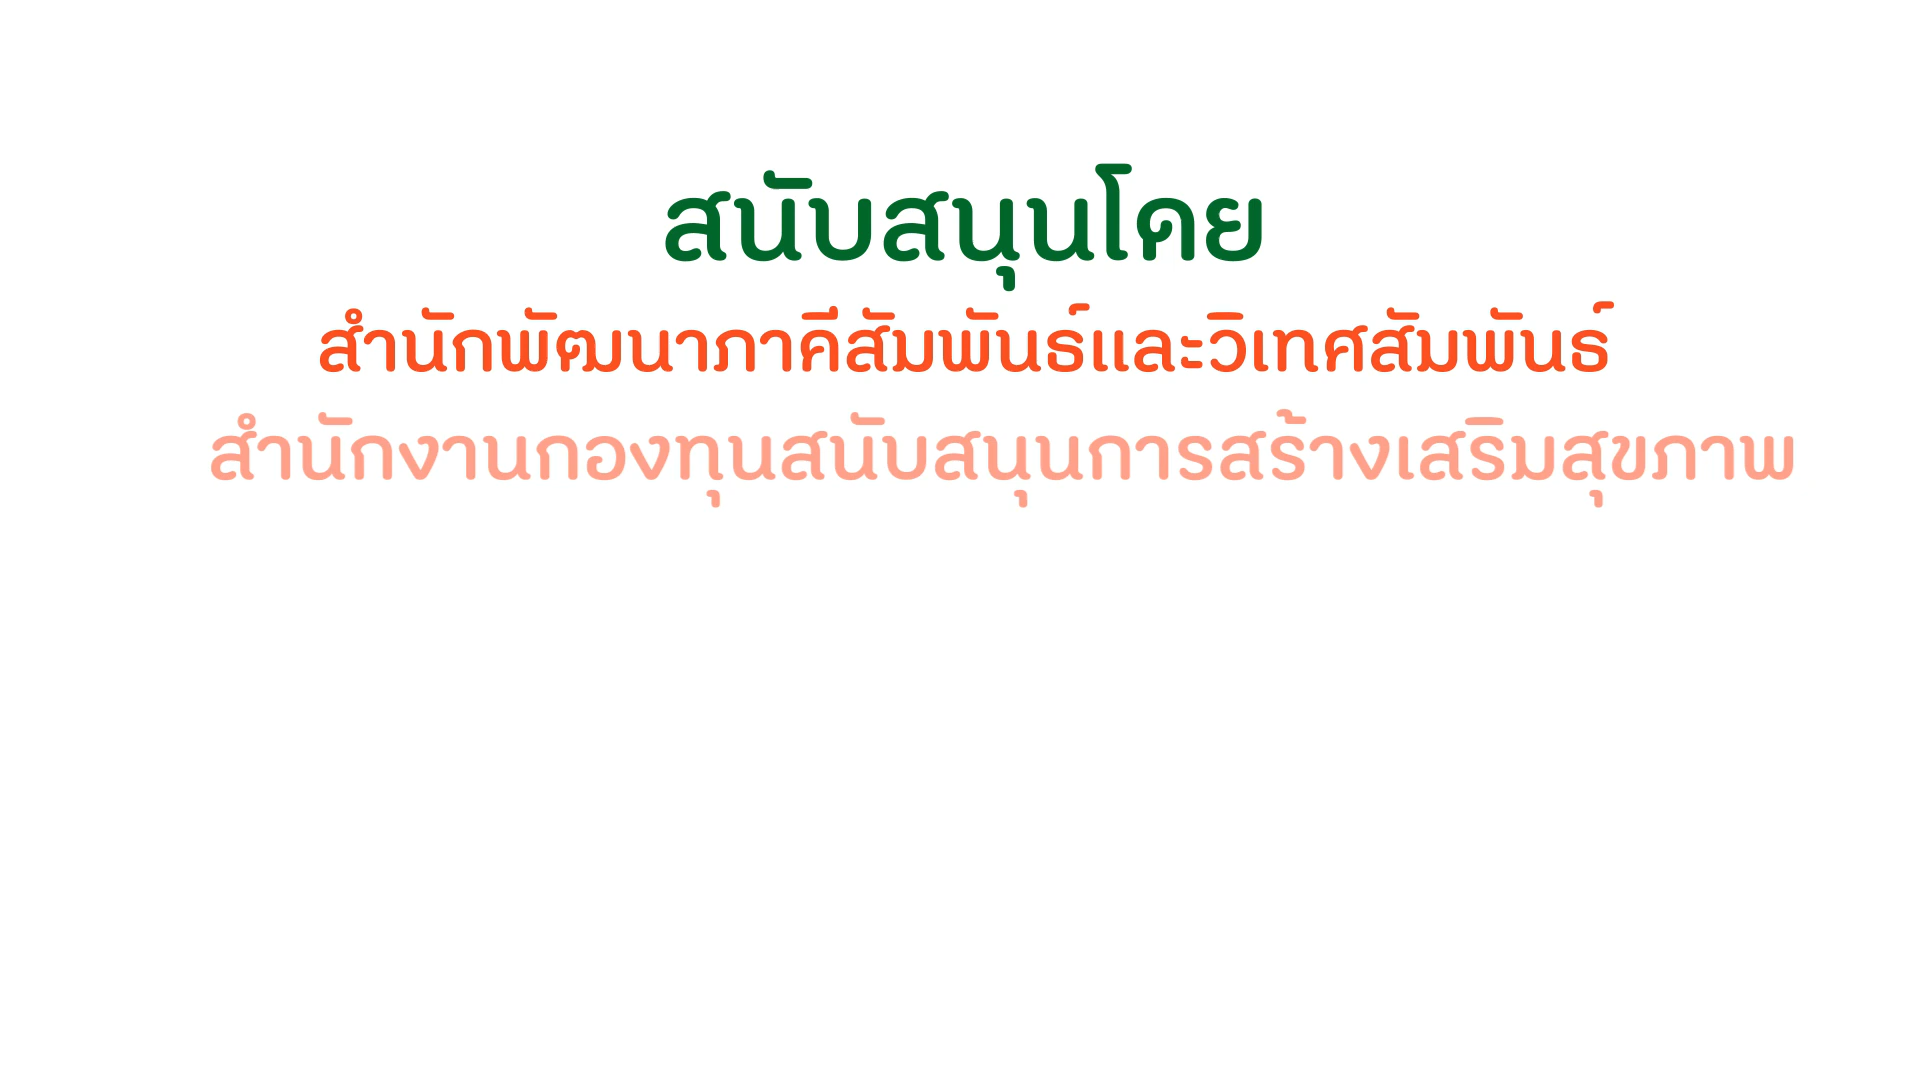 สนับสนุนโดย
สำนักพัฒนาภาคีสัมพันธ์และวิเทศสัมพันธ์
สำนักงานกองทุนสนับสนุนการสร้างเสริมสุขภาพ